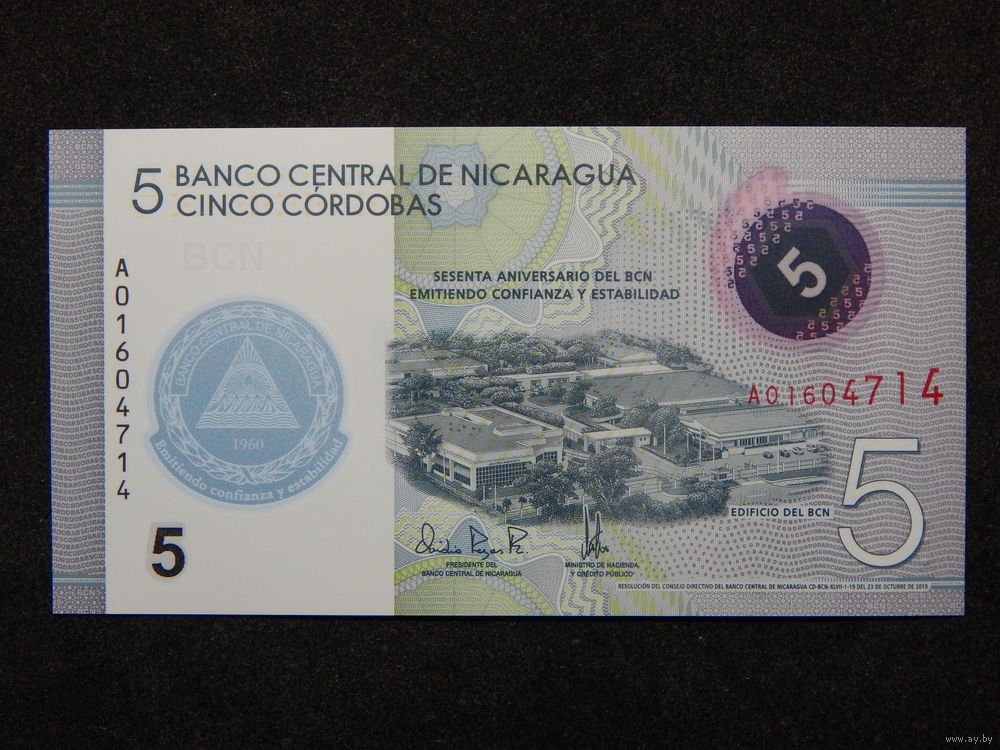 5 BANCO CENTRAL DE NICARAGUA
CINCO CÓRDOBAS
BCN
A01604714
SESENTA ANIVERSARIO DEL BCN
EMITIENDO CONFIANZA Y ESTABILIDAD
5
BANCO CENTRAL DE NICARAGUA
1960
Emitiendo confianza y estabilidad
A01604714
EDIFICIO DEL BCN
5
5
PRESIDENTE DEL
BANCO CENTRAL DE NICARAGUA
MINISTRO DE HACIENDA
Y CRÉDITO PÚBLICO
RESOLUCIÓN DEL CONSEJO DIRECTIVO DEL BANCO CENTRAL DE NICARAGUA CD-BCN-XLVII-1-19 DEL 23 DE OCTUBRE DE 2019
www.ay.by